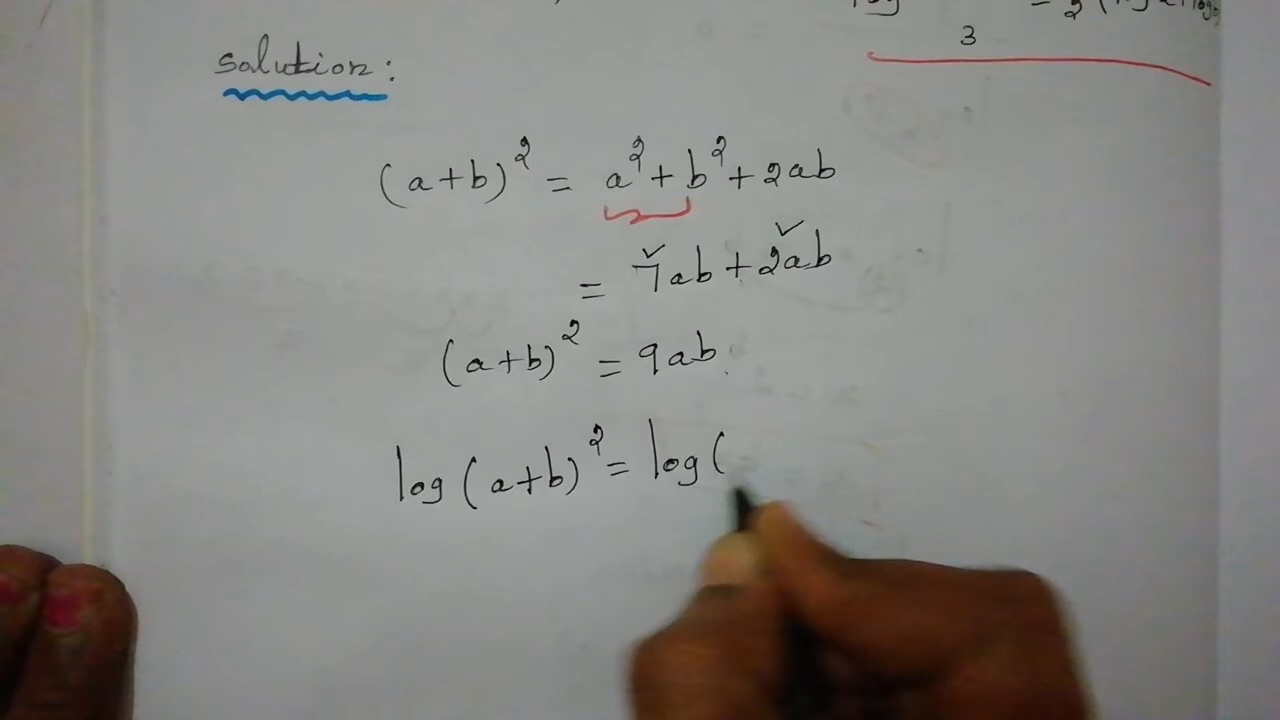 3
Solution:
(a+b)² = a²+b²+2ab
= 7ab+2ab
(a+b)² = 9ab
log(a+b)² = log(